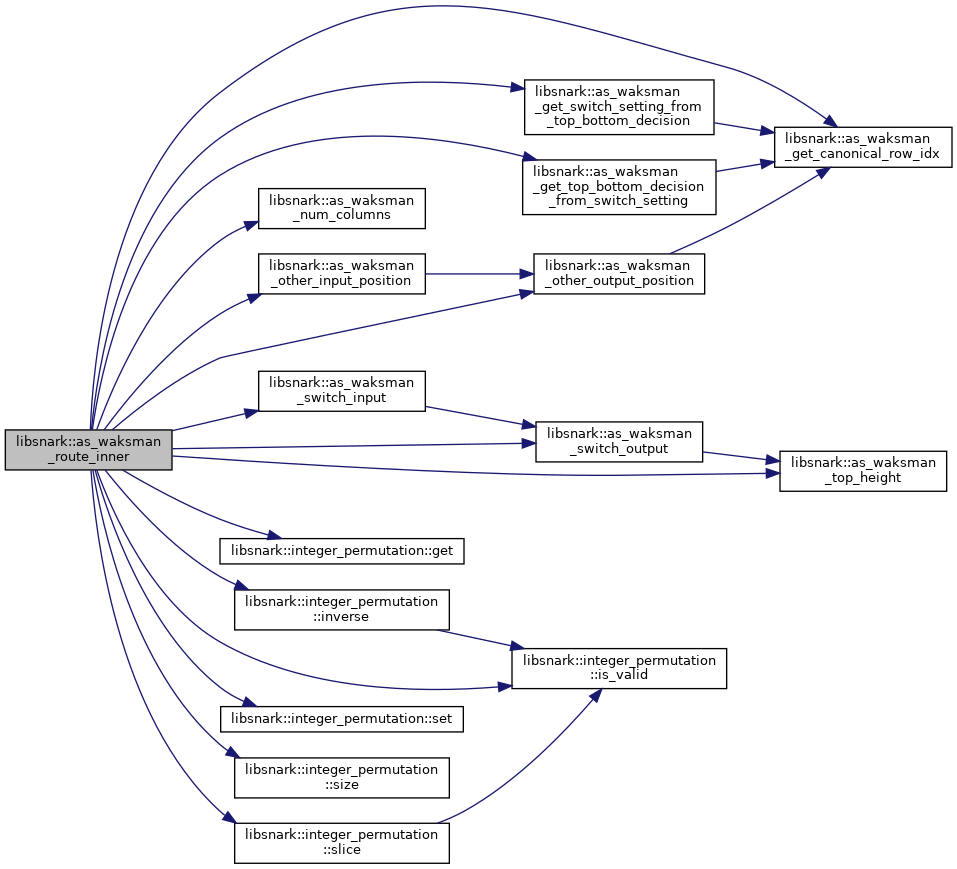 libsnark::as_waksman
_get_switch_setting_from
_top_bottom_decision
libsnark::as_waksman
_get_canonical_row_idx
libsnark::as_waksman
_get_top_bottom_decision
_from_switch_setting
libsnark::as_waksman
_num_columns
libsnark::as_waksman
_other_input_position
libsnark::as_waksman
_other_output_position
libsnark::as_waksman
_switch_input
libsnark::as_waksman
_route_inner
libsnark::as_waksman
_switch_output
libsnark::as_waksman
_top_height
libsnark::integer_permutation::get
libsnark::integer_permutation
::inverse
libsnark::integer_permutation
::is_valid
libsnark::integer_permutation::set
libsnark::integer_permutation
::size
libsnark::integer_permutation
::slice